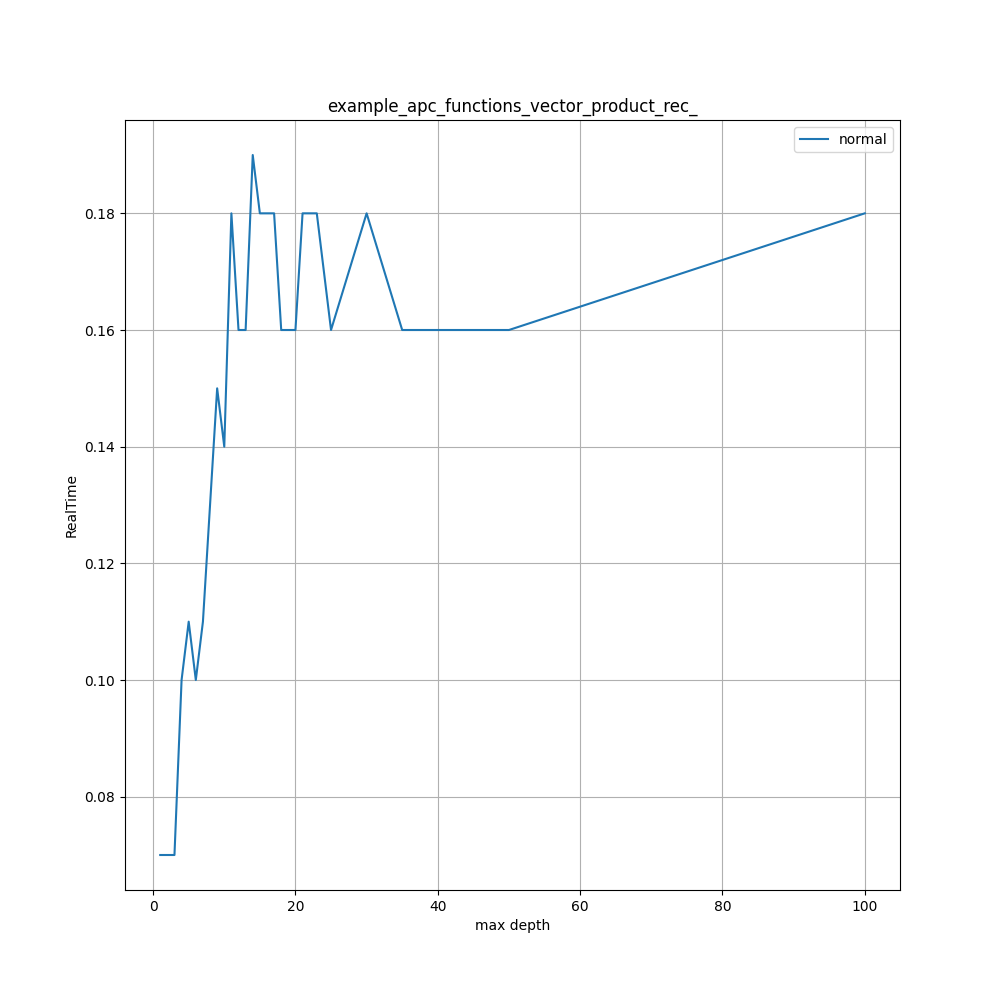 example_apc_functions_vector_product_rec_
normal
0.18
0.16
0.14
0.12
0.10
0.08
RealTime
0 20 40 60 80 100
max depth